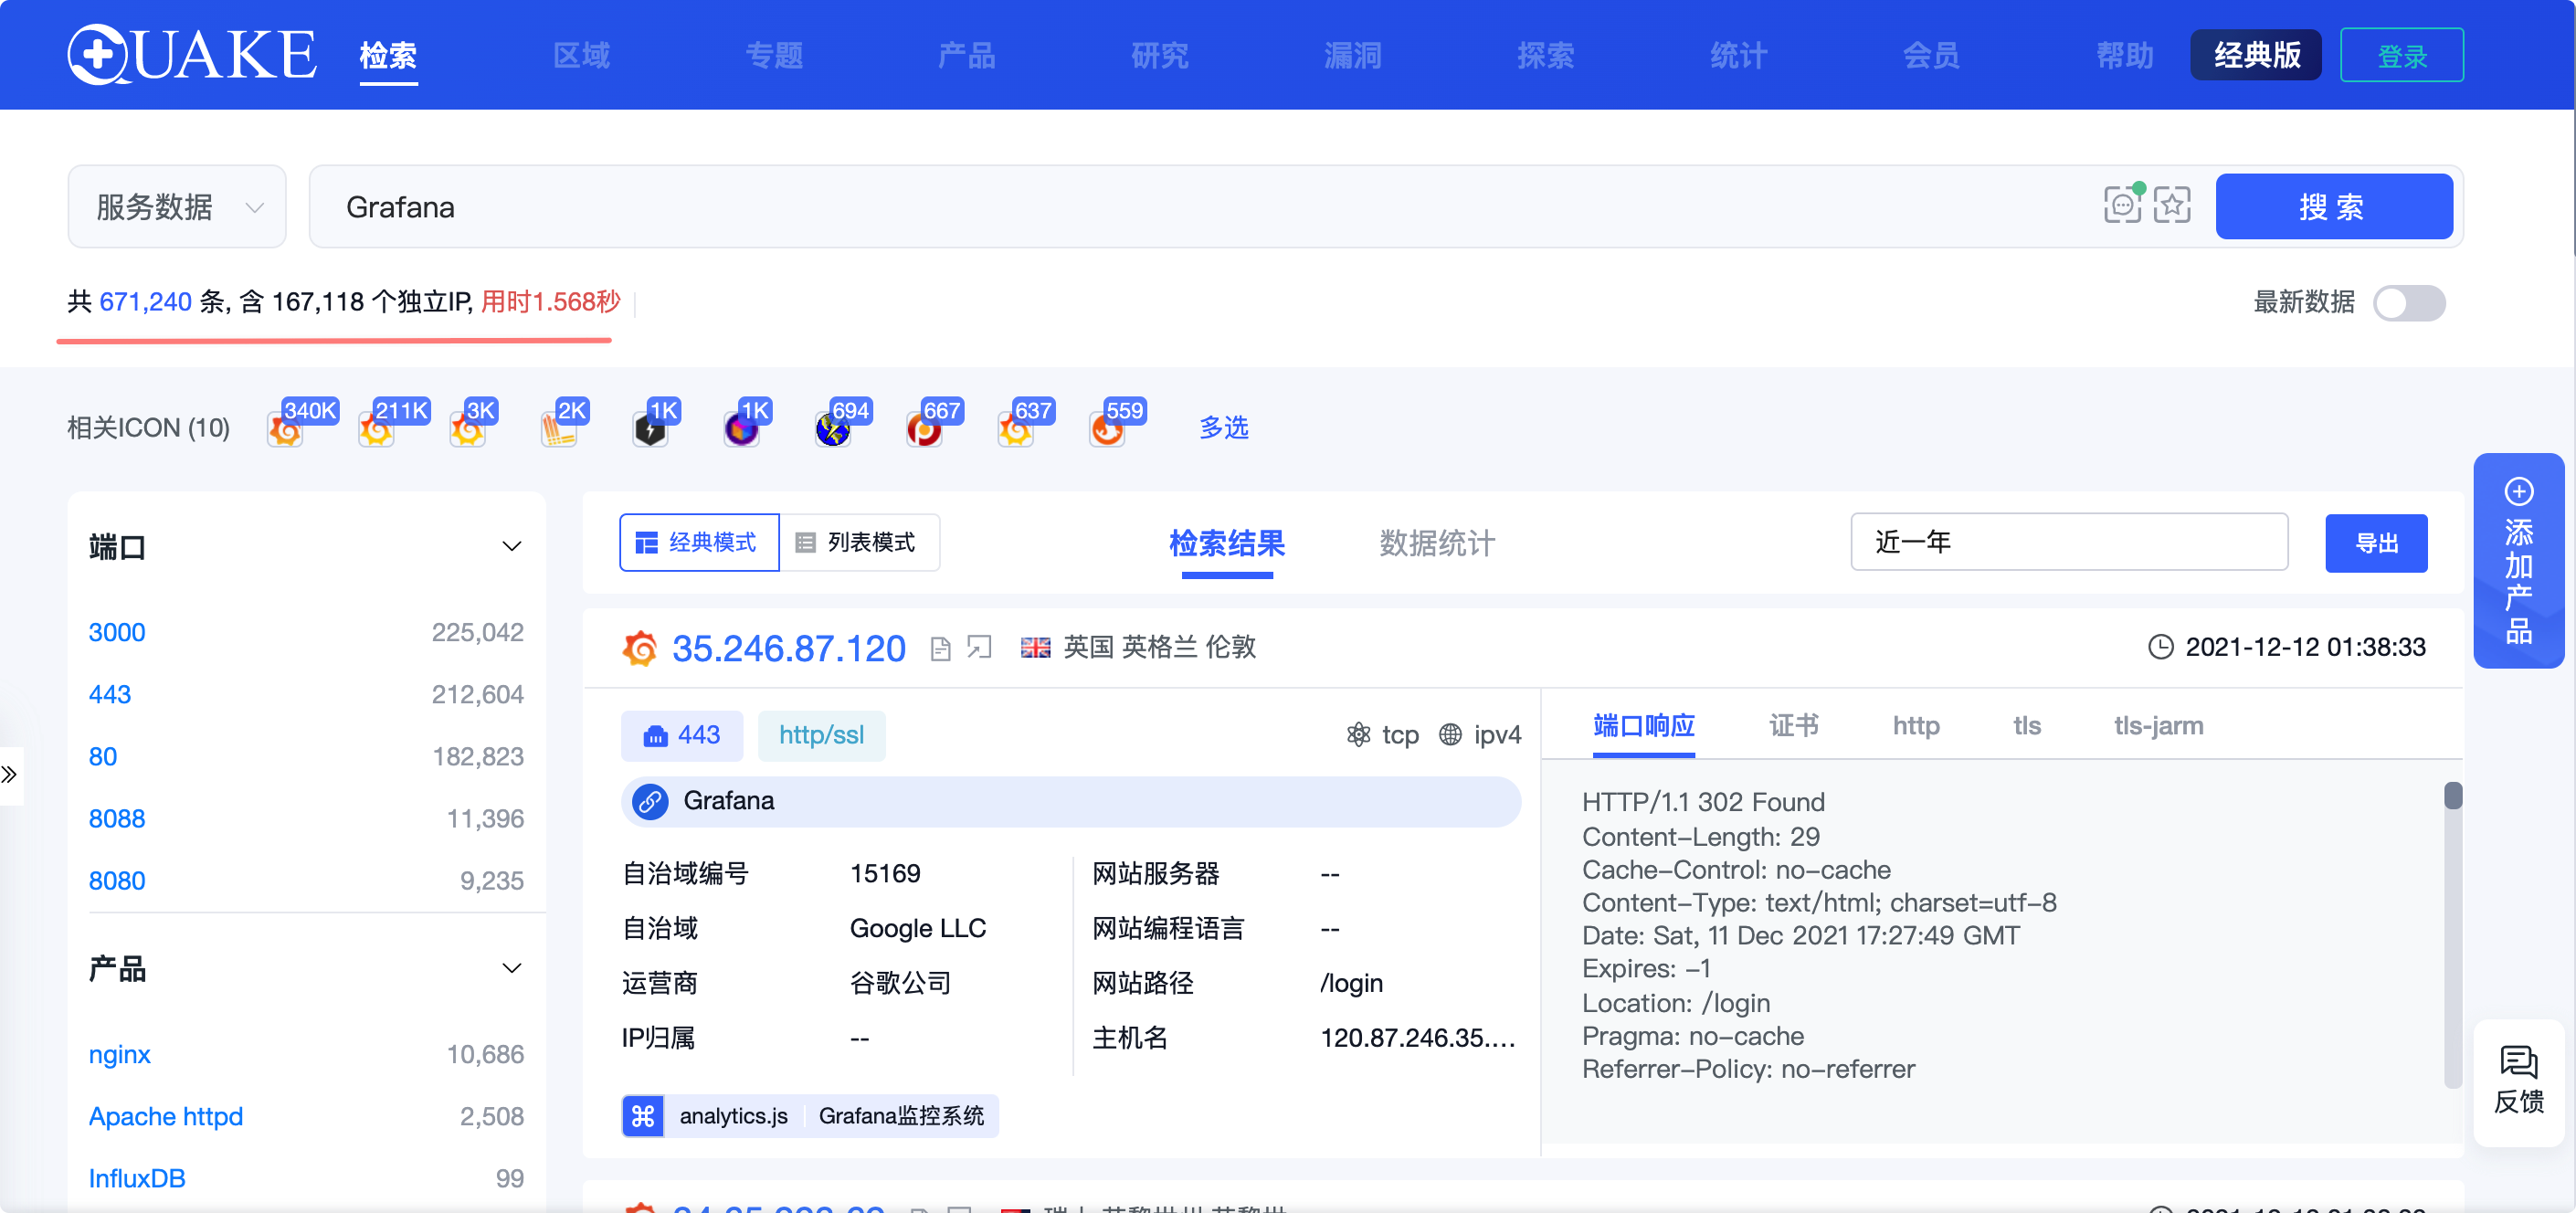 QUAKE 检索 区域 专题 产品 研究 漏洞 探索 统计 会员 帮助 经典版 登录
服务数据 Grafana 搜 索
共 671,240 条, 含 167,118 个独立IP, 用时1.568秒 最新数据
相关ICON (10) 340K 211K 3K 2K 1K 1K 694 667 637 559 多选
添加产品
端口
3000 225,042
443 212,604
80 182,823
8088 11,396
8080 9,235
产品
nginx 10,686
Apache httpd 2,508
InfluxDB 99
经典模式 列表模式 检索结果 数据统计 近一年 导出
35.246.87.120 英国 英格兰 伦敦 2021-12-12 01:38:33
443 http/ssl tcp ipv4
Grafana
自治域编号 15169 网站服务器 --
自治域 Google LLC 网站编程语言 --
运营商 谷歌公司 网站路径 /login
IP归属 -- 主机名 120.87.246.35....
analytics.js Grafana监控系统
端口响应 证书 http tls tls-jarm
HTTP/1.1 302 Found
Content-Length: 29
Cache-Control: no-cache
Content-Type: text/html; charset=utf-8
Date: Sat, 11 Dec 2021 17:27:49 GMT
Expires: -1
Location: /login
Pragma: no-cache
Referrer-Policy: no-referrer
反馈